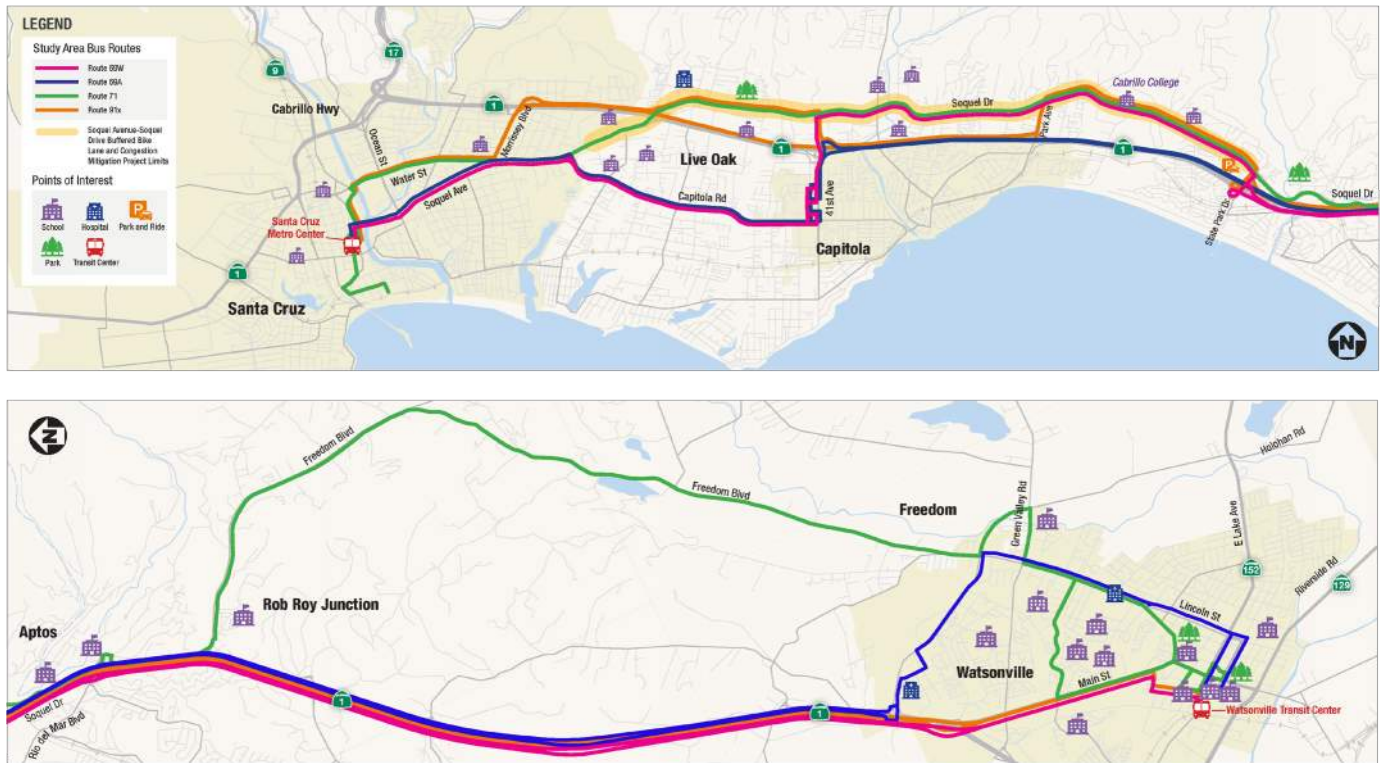 LEGEND
Study Area Bus Routes
Route 69W
Route 69A
Route 71
Route 91x
Soquel Avenue-Soquel
Drive Buffered Bike
Lane and Congestion
Mitigation Project Limits
Points of Interest
School
Hospital
Park and Ride
Park
Transit Center
9
17
Cabrillo Hwy
1
Ocean St
Morrissey Blvd
Water St
Soquel Ave
Santa Cruz
Metro Center
1
Santa Cruz
Live Oak
Capitola Rd
1
41st Ave
Capitola
Soquel Dr
Park Ave
Cabrillo College
1
P
State Park Dr
Soquel Dr
N
N
Freedom Blvd
Freedom Blvd
Freedom
Green Valley Rd
Holohan Rd
E Lake Ave
152
Riverside Rd
129
Rob Roy Junction
Aptos
Lincoln St
Watsonville
Main St
Watsonville Transit Center
1
1
Soquel Dr
Rio del Mar Blvd